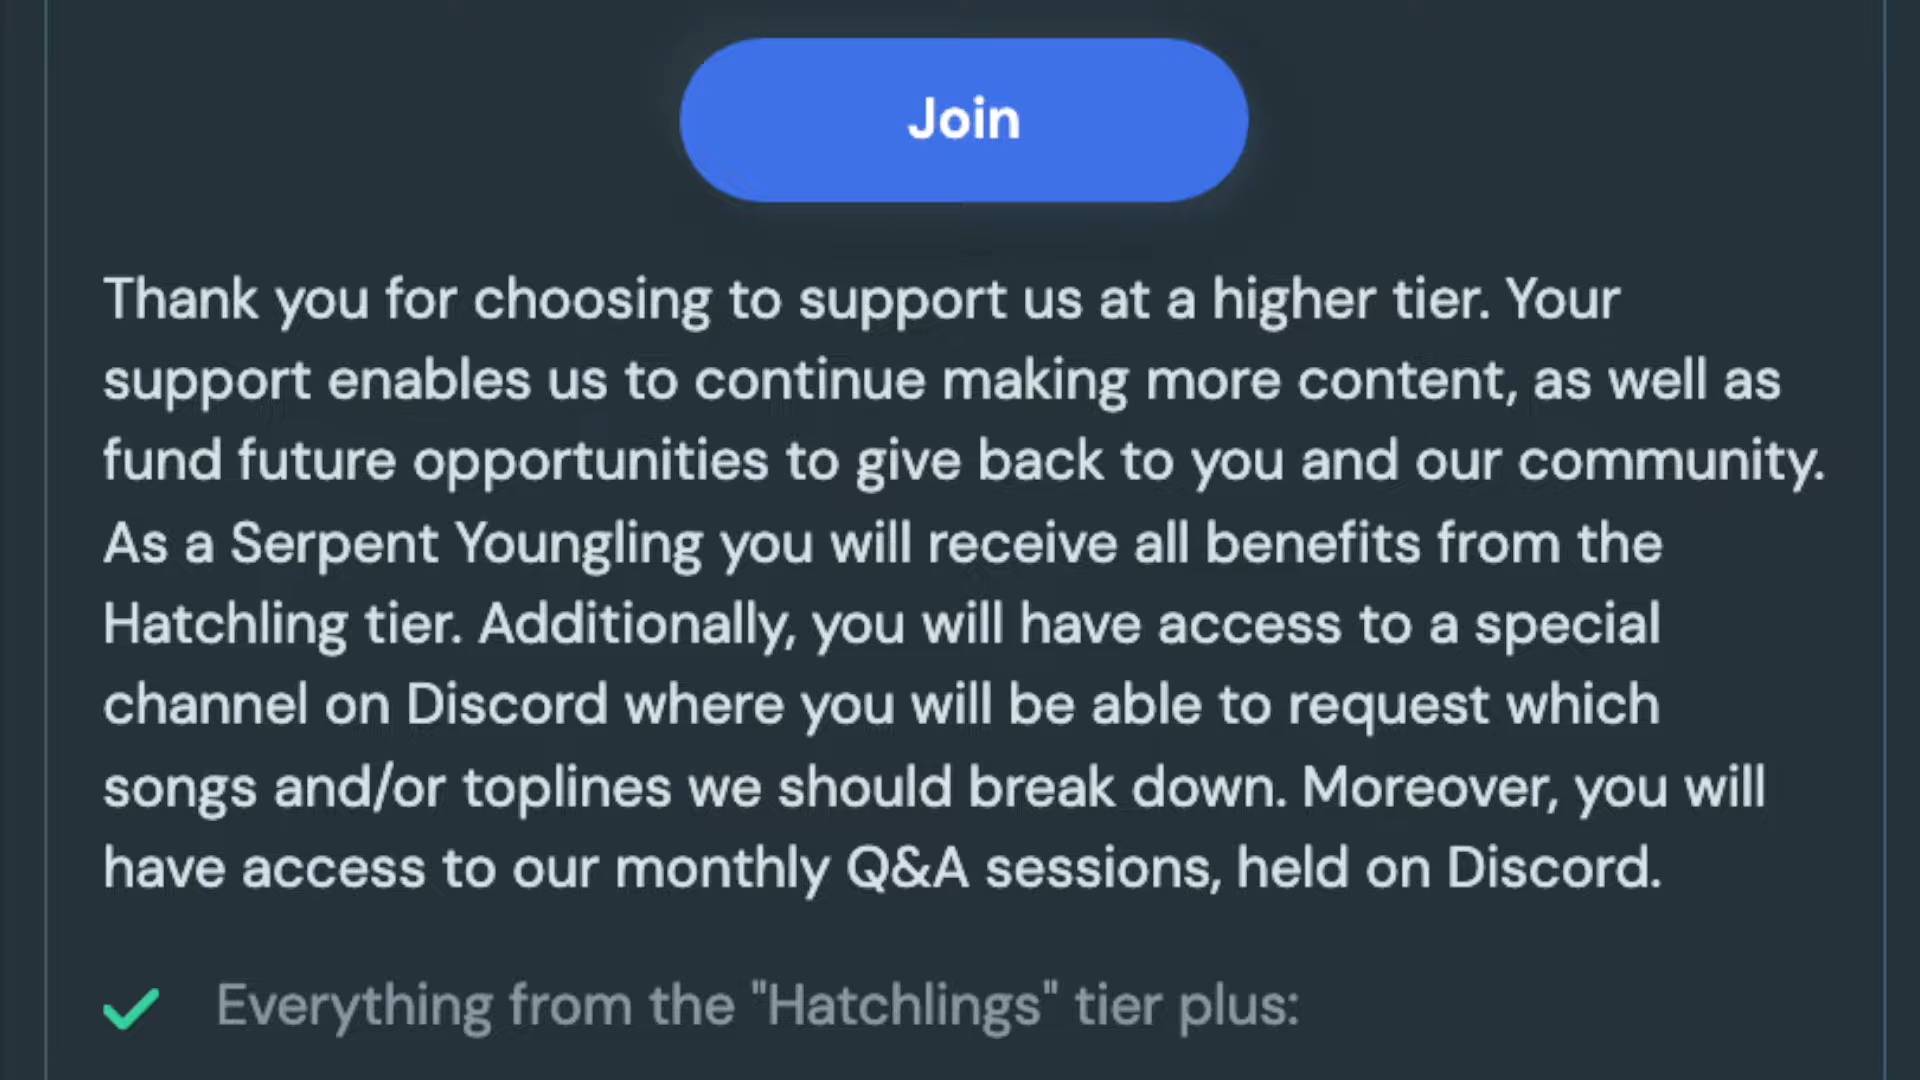 Join
Thank you for choosing to support us at a higher tier. Your
support enables us to continue making more content, as well as
fund future opportunities to give back to you and our community.
As a Serpent Youngling you will receive all benefits from the
Hatchling tier. Additionally, you will have access to a special
channel on Discord where you will be able to request which
songs and/or toplines we should break down. Moreover, you will
have access to our monthly Q&A sessions, held on Discord.
Everything from the "Hatchlings" tier plus: